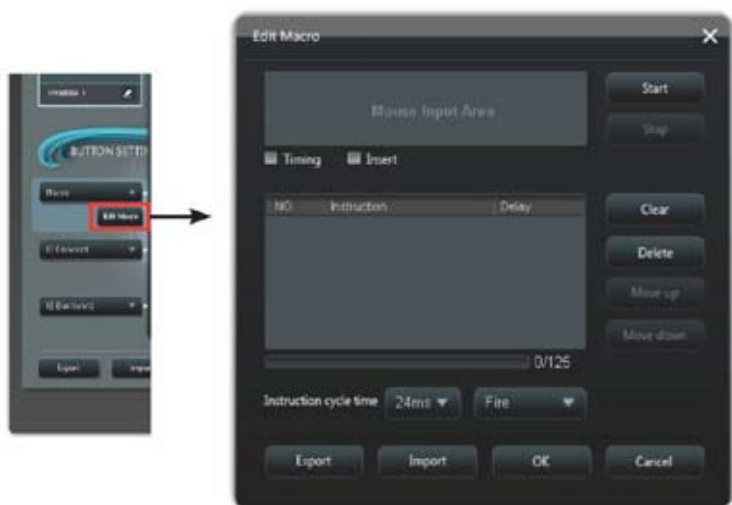 BUTTON SETTI
Macro
Edit Macro
Export
Edit Macro
Mouse Input Area
Start
Stop
Timing
Insert
NO
Instruction
Delay
Clear
Delete
Move up
Move down
0/125
Instruction cycle time
24ms
Fire
Export
Import
OK
Cancel